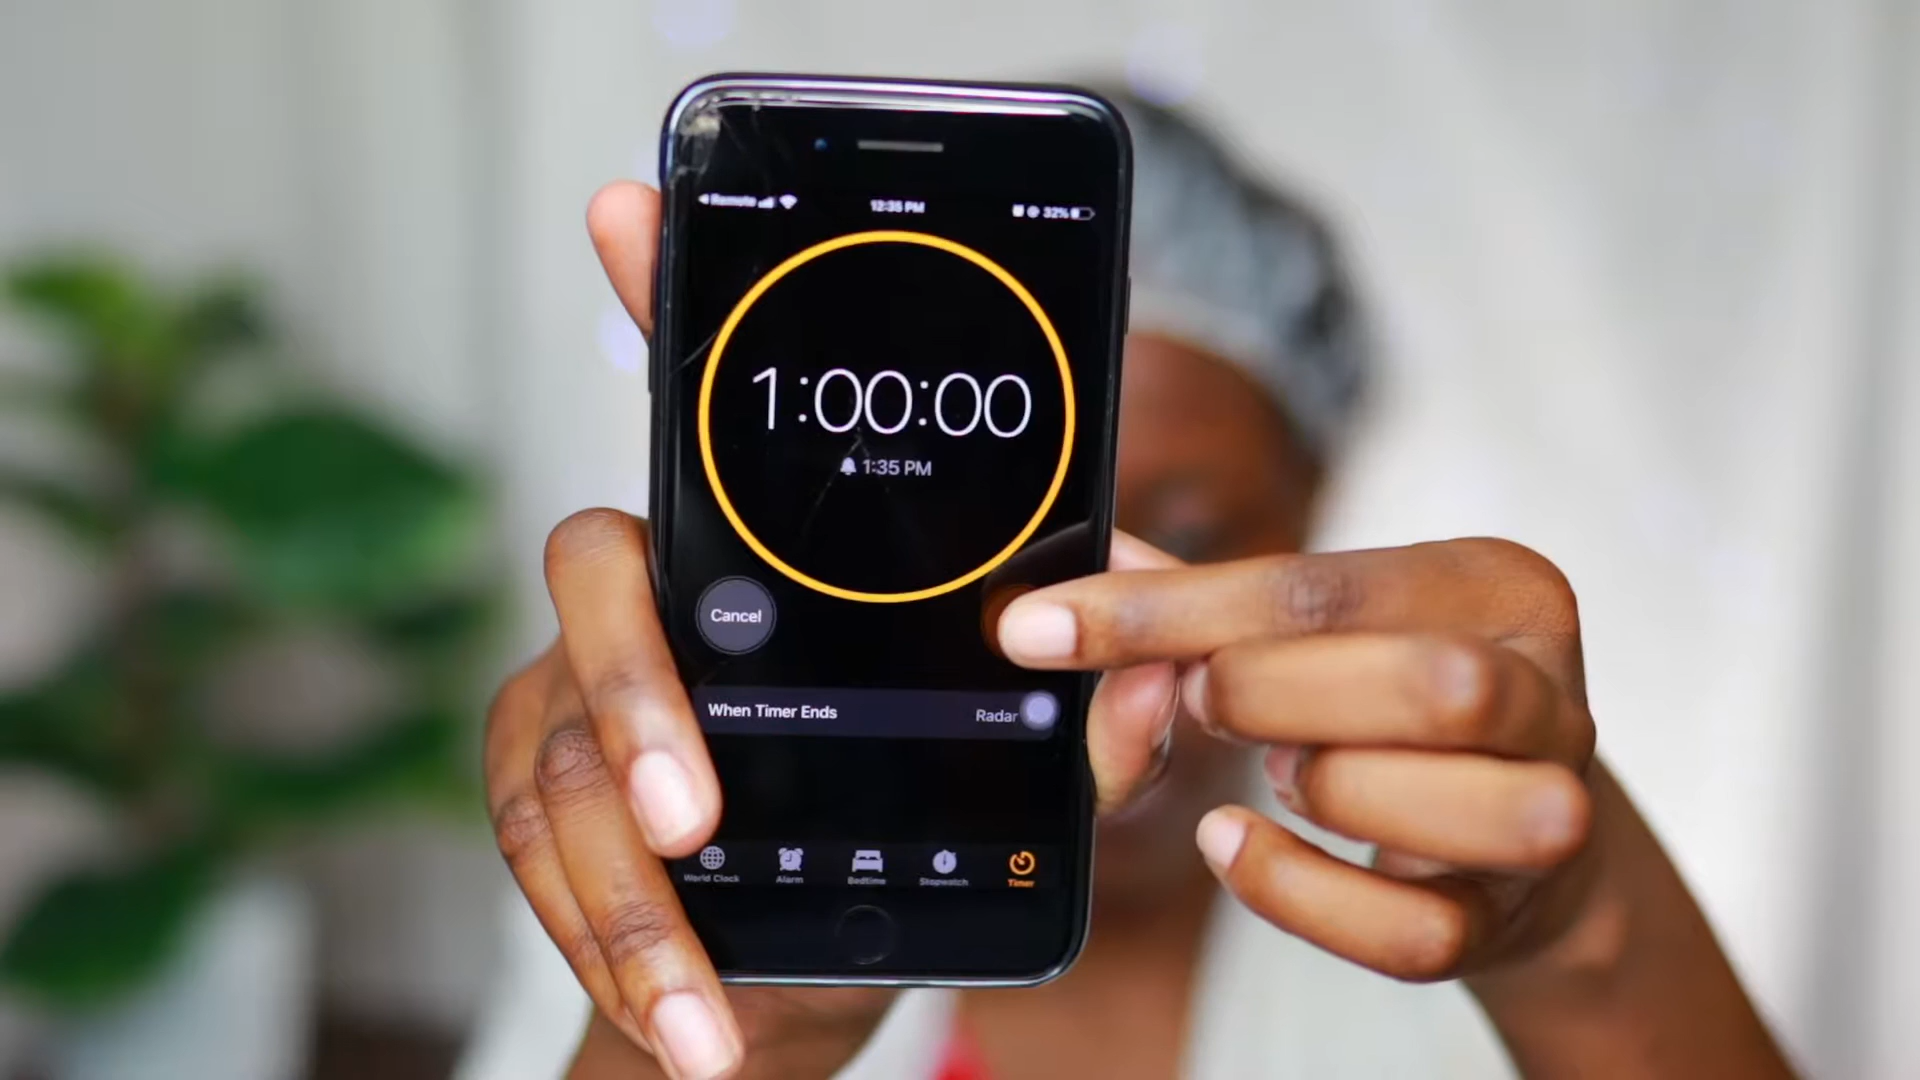 Remote 12:35 PM 32%
1:00:00
1:35 PM
Cancel
When Timer Ends Radar
World Clock Alarm Bedtime Stopwatch Timer